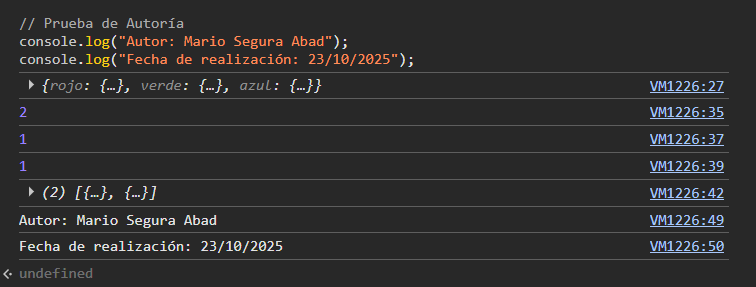 // Prueba de Autoría
console.log("Autor: Mario Segura Abad");
console.log("Fecha de realización: 23/10/2025");
▶ {rojo: {…}, verde: {…}, azul: {…}} VM1226:27
2 VM1226:35
1 VM1226:37
1 VM1226:39
▶ (2) [{…}, {…}] VM1226:42
Autor: Mario Segura Abad VM1226:49
Fecha de realización: 23/10/2025 VM1226:50
undefined